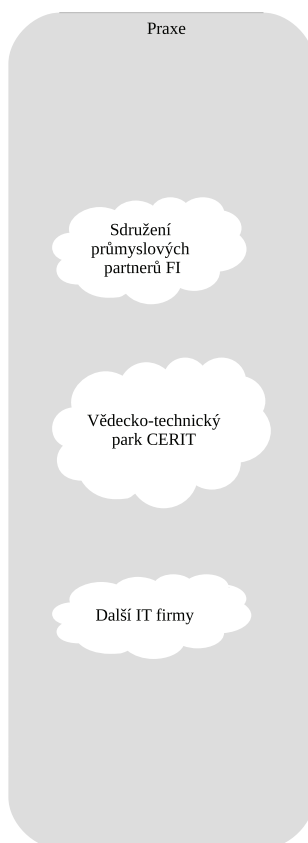 Praxe
Sdružení
průmyslových
partnerů FI
Vědecko-technický
park CERIT
Další IT firmy